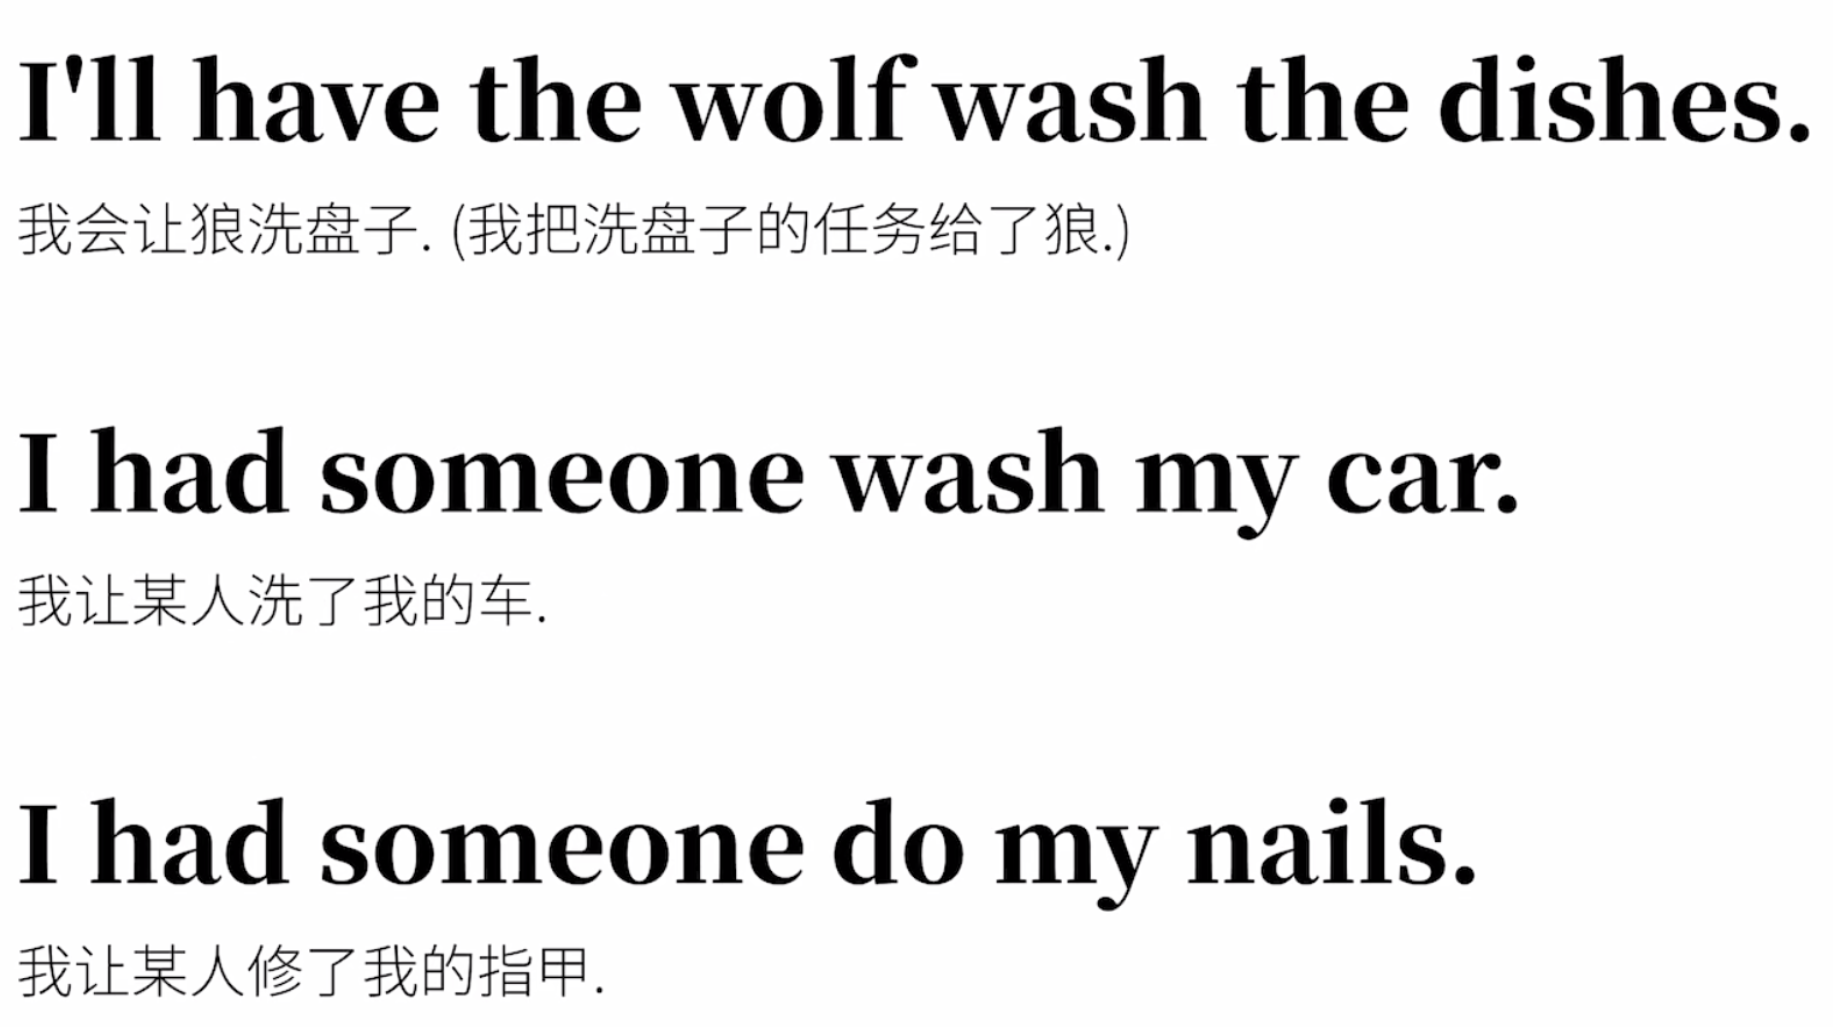 I'll have the wolf wash the dishes.
我会让狼洗盘子. (我把洗盘子的任务给了狼.)
I had someone wash my car.
我让某人洗了我的车.
I had someone do my nails.
我让某人修了我的指甲.